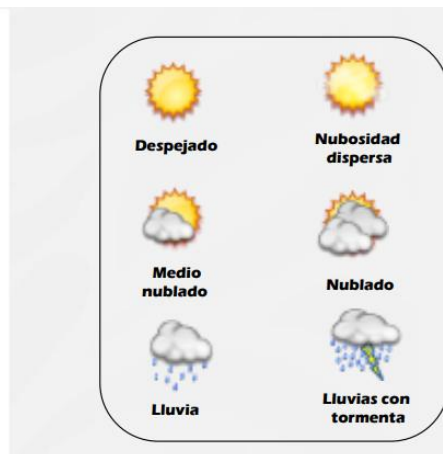 Despejado
Nubosidad
dispersa
Medio
nublado
Nublado
Lluvia
Lluvias con
tormenta